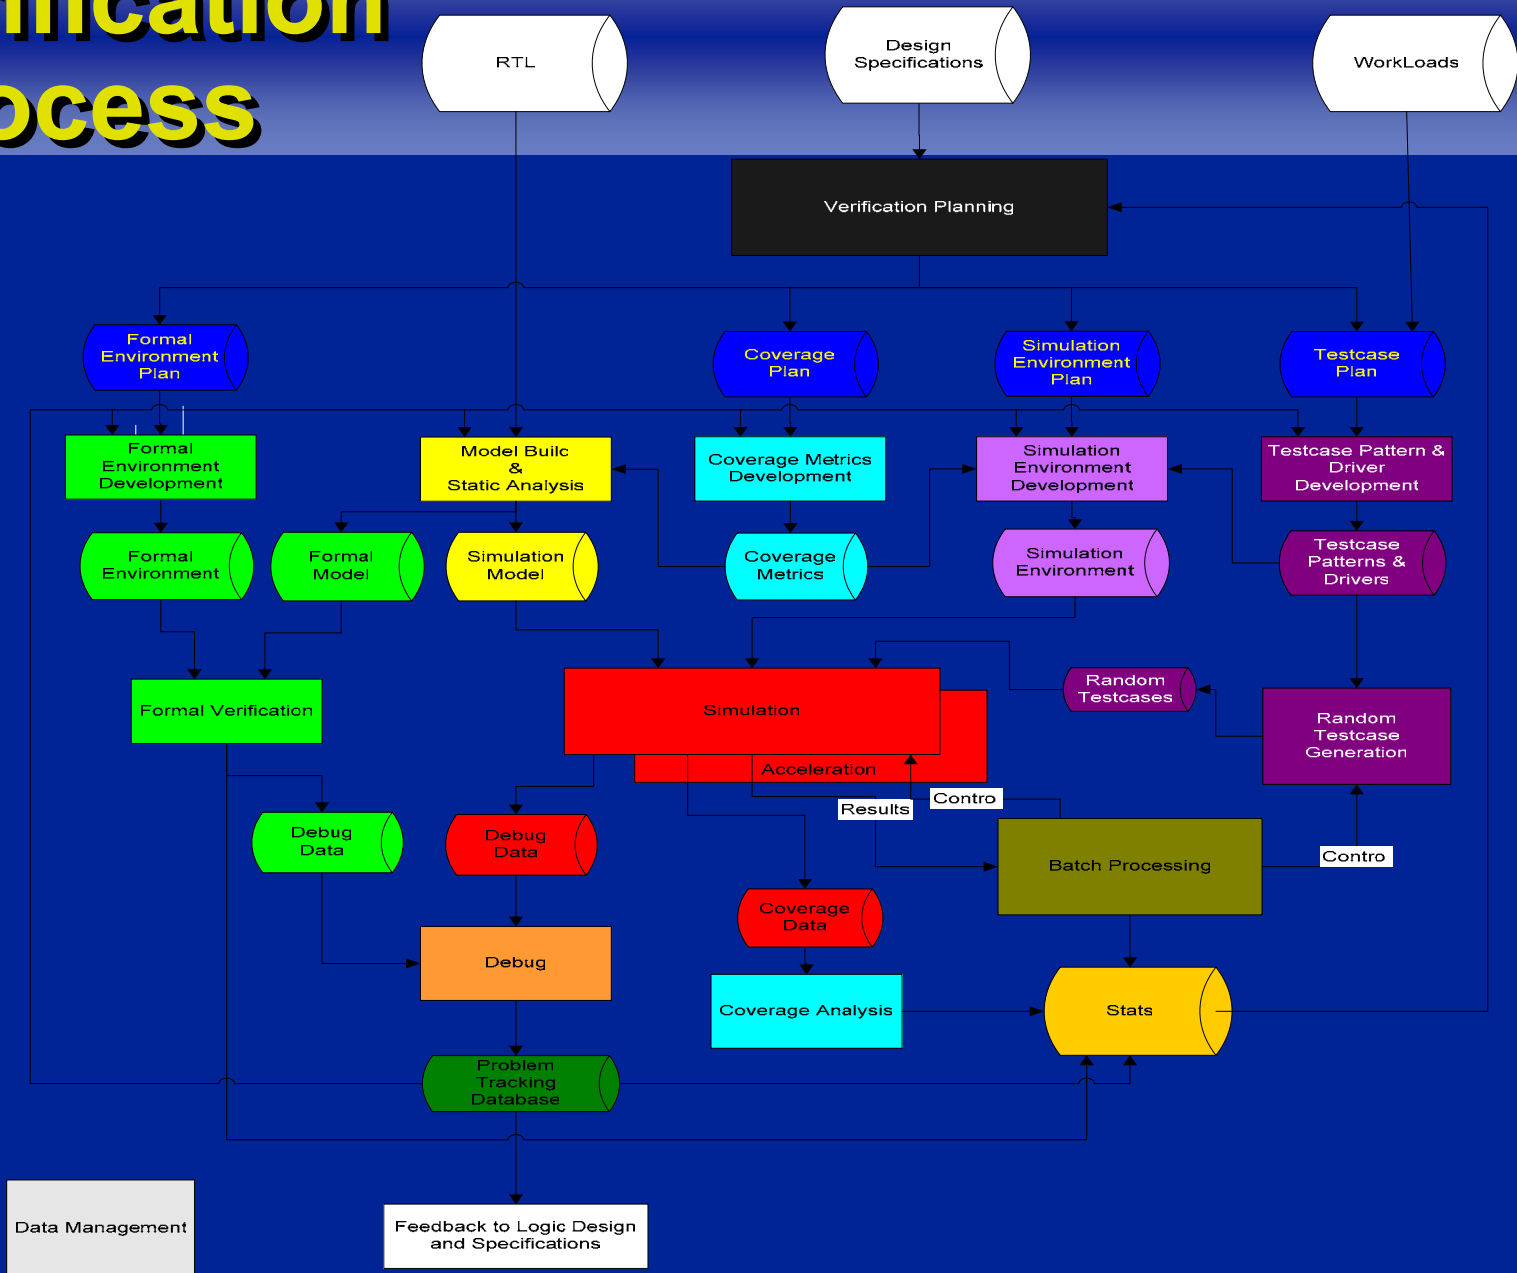 ification
ocess
RTL
Design
Specifications
WorkLoads
Verification Planning
Formal
Environment
Plan
Coverage
Plan
Simulation
Environment
Plan
Testcase
Plan
Formal
Environment
Development
Model Builc
&
Static Analysis
Coverage Metrics
Development
Simulation
Environment
Development
Testcase Pattern &
Driver
Development
Formal
Environment
Formal
Model
Simulation
Model
Coverage
Metrics
Simulation
Environment
Testcase
Patterns &
Drivers
Formal Verification
Simulation
Acceleration
Random
Testcases
Random
Testcase
Generation
Results
Contro
Contro
Debug
Data
Debug
Data
Batch Processing
Coverage
Data
Debug
Coverage Analysis
Stats
Problem
Tracking
Database
Data Management
Feedback to Logic Design
and Specifications